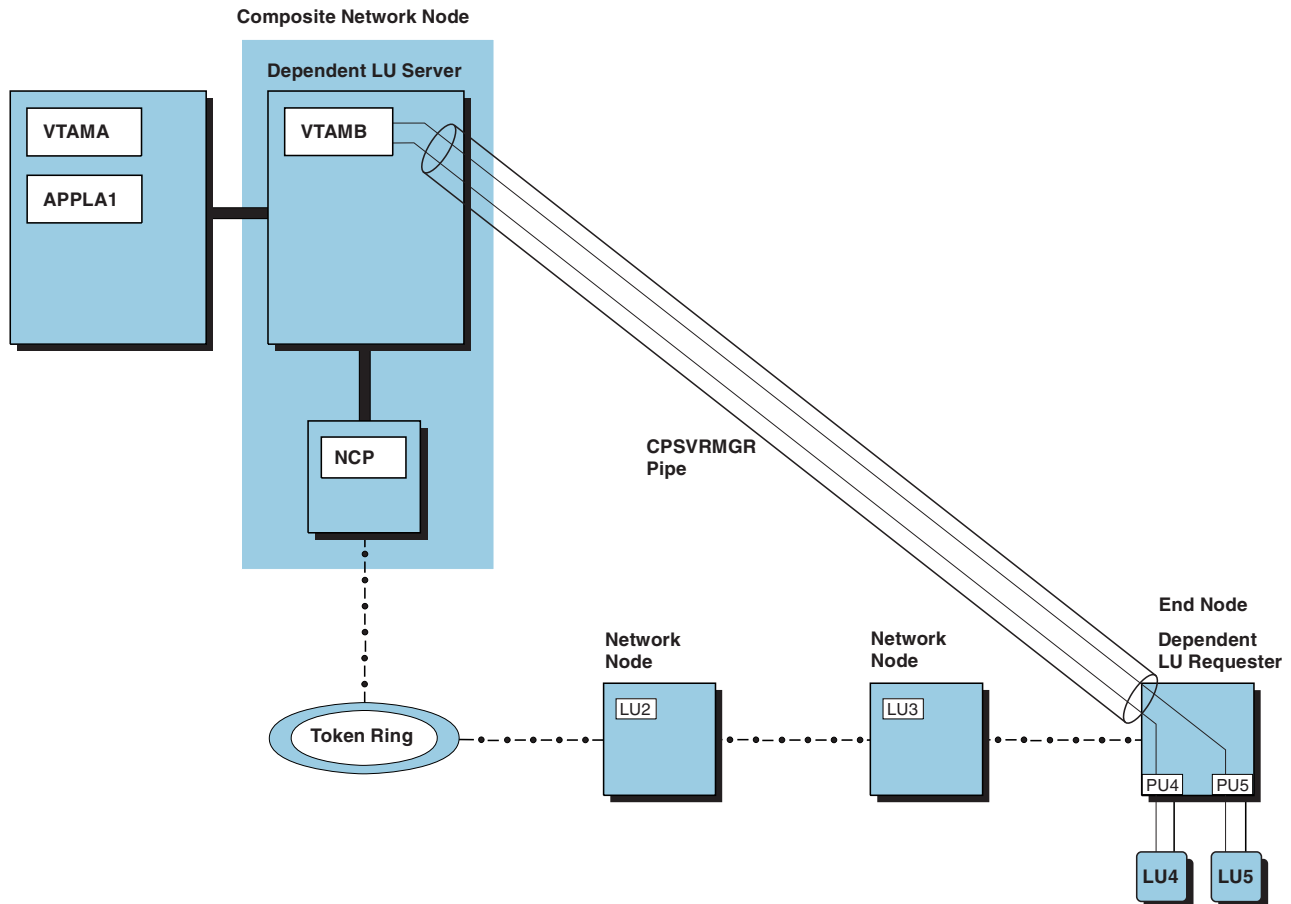 Composite Network Node
Dependent LU Server
VTAMA
APPLA1
VTAMB
NCP
CPSVRMGR
Pipe
Token Ring
Network
Node
LU2
Network
Node
LU3
End Node
Dependent
LU Requester
PU4
PU5
LU4
LU5